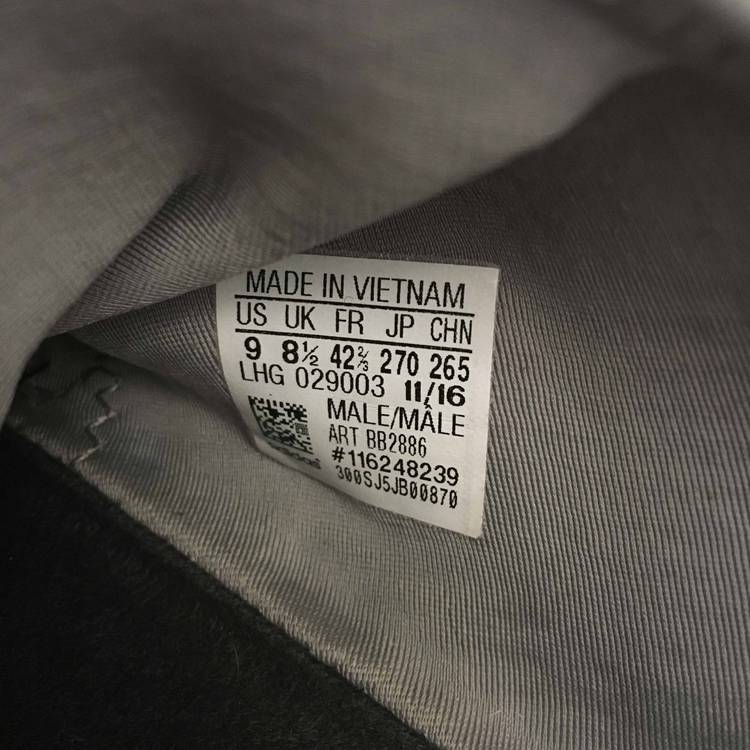 MADE IN VIETNAM
US UK FR JP CHN
9 8½ 42⅔ 270 265
LHG 029003 11/16
MALE/MÂLE
ART BB2886
adidas #116248239
300SJ5JB00870